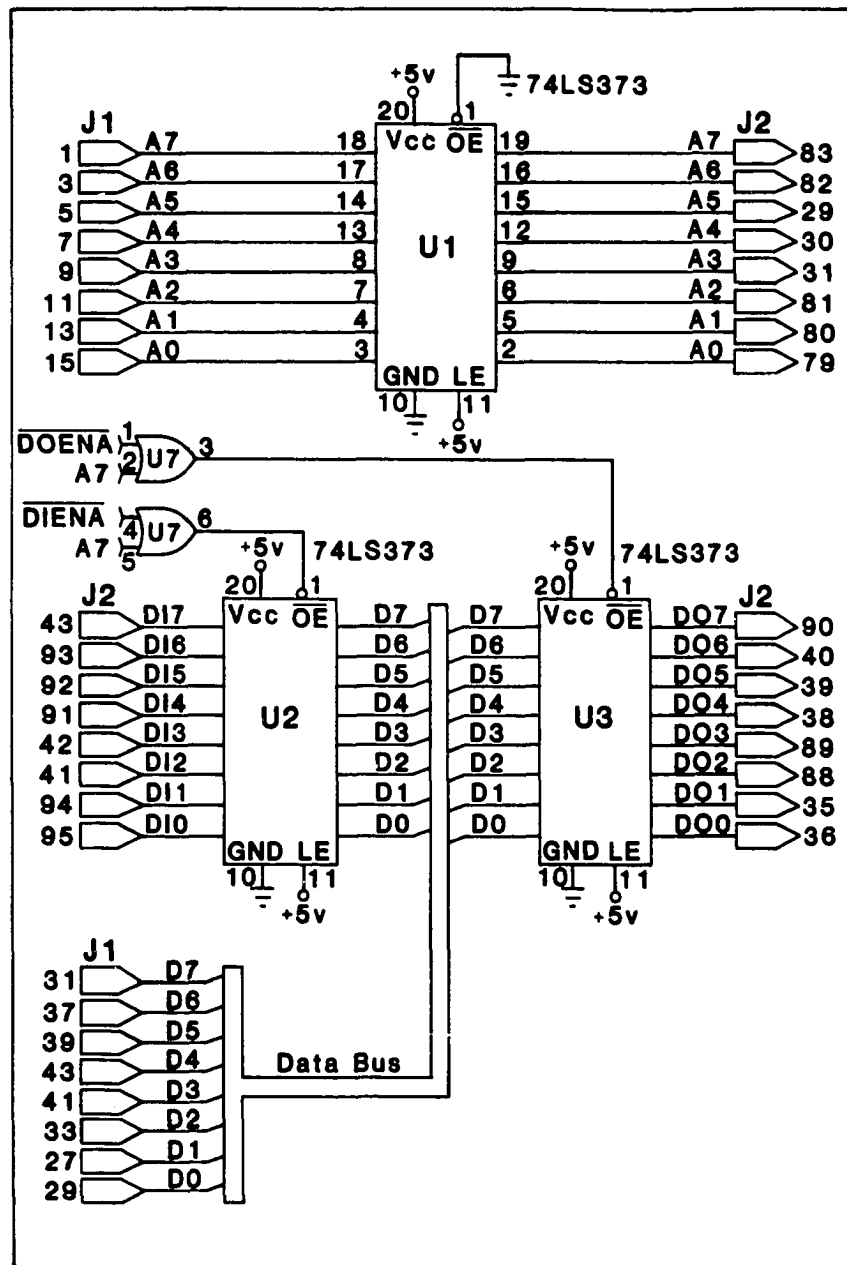 +5v 74LS373
20 1
J1 Vcc OE J2
1 A7 18 19 A7 83
3 A6 17 16 A6 82
5 A5 14 15 A5 29
7 A4 13 12 A4 30
U1
9 A3 8 9 A3 31
11 A2 7 6 A2 81
13 A1 4 5 A1 80
15 A0 3 2 A0 79
GND LE
10 11
+5v
DOENA 1 U7 3
A7 2
DIENA 4 U7 6
A7 5
+5v 74LS373 +5v 74LS373
20 1 20 1
J2 Vcc OE Vcc OE J2
43 DI7 D7 D7 DO7 90
93 DI6 D6 D6 DO6 40
92 DI5 D5 D5 DO5 39
91 DI4 D4 D4 DO4 38
U2 U3
42 DI3 D3 D3 DO3 89
41 DI2 D2 D2 DO2 88
94 DI1 D1 D1 DO1 35
95 DI0 D0 D0 DO0 36
GND LE GND LE
10 11 10 11
+5v +5v
J1
31 D7
37 D6
39 D5
43 D4
Data Bus
41 D3
33 D2
27 D1
29 D0